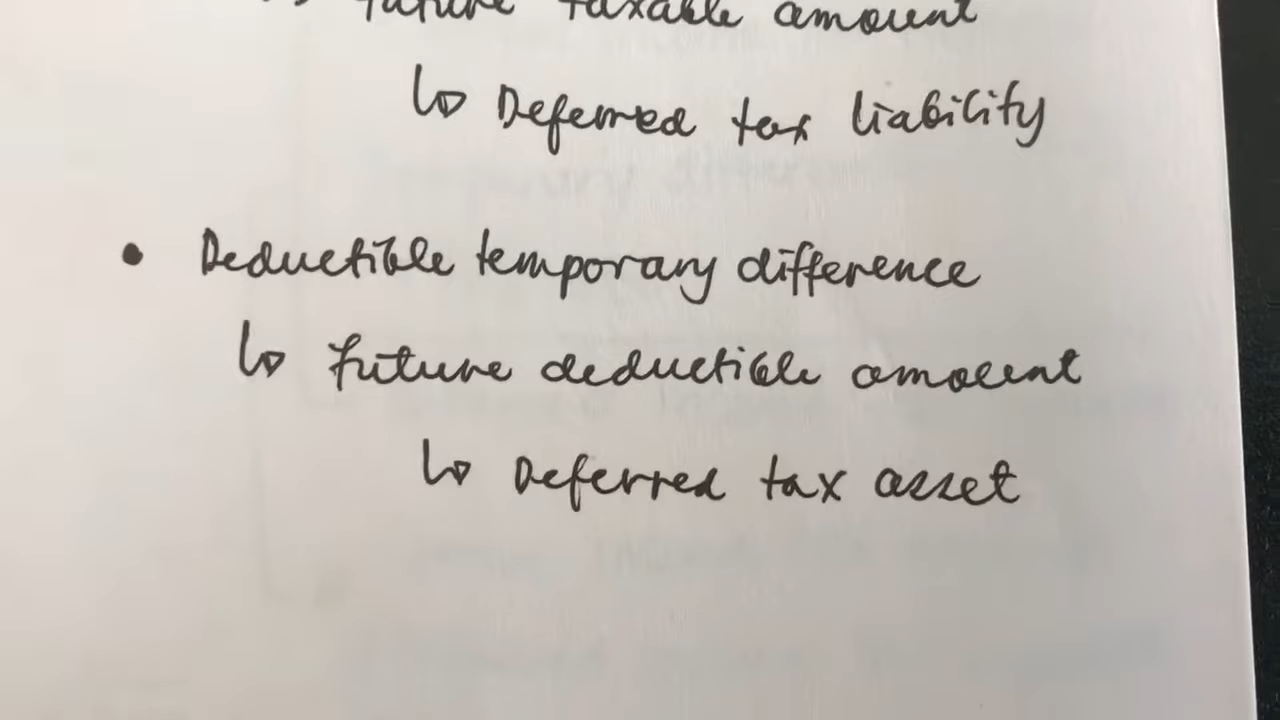 ↳ future taxable amount
↳ Deferred tax liability
• Deductible temporary difference
↳ future deductible amount
↳ Deferred tax asset